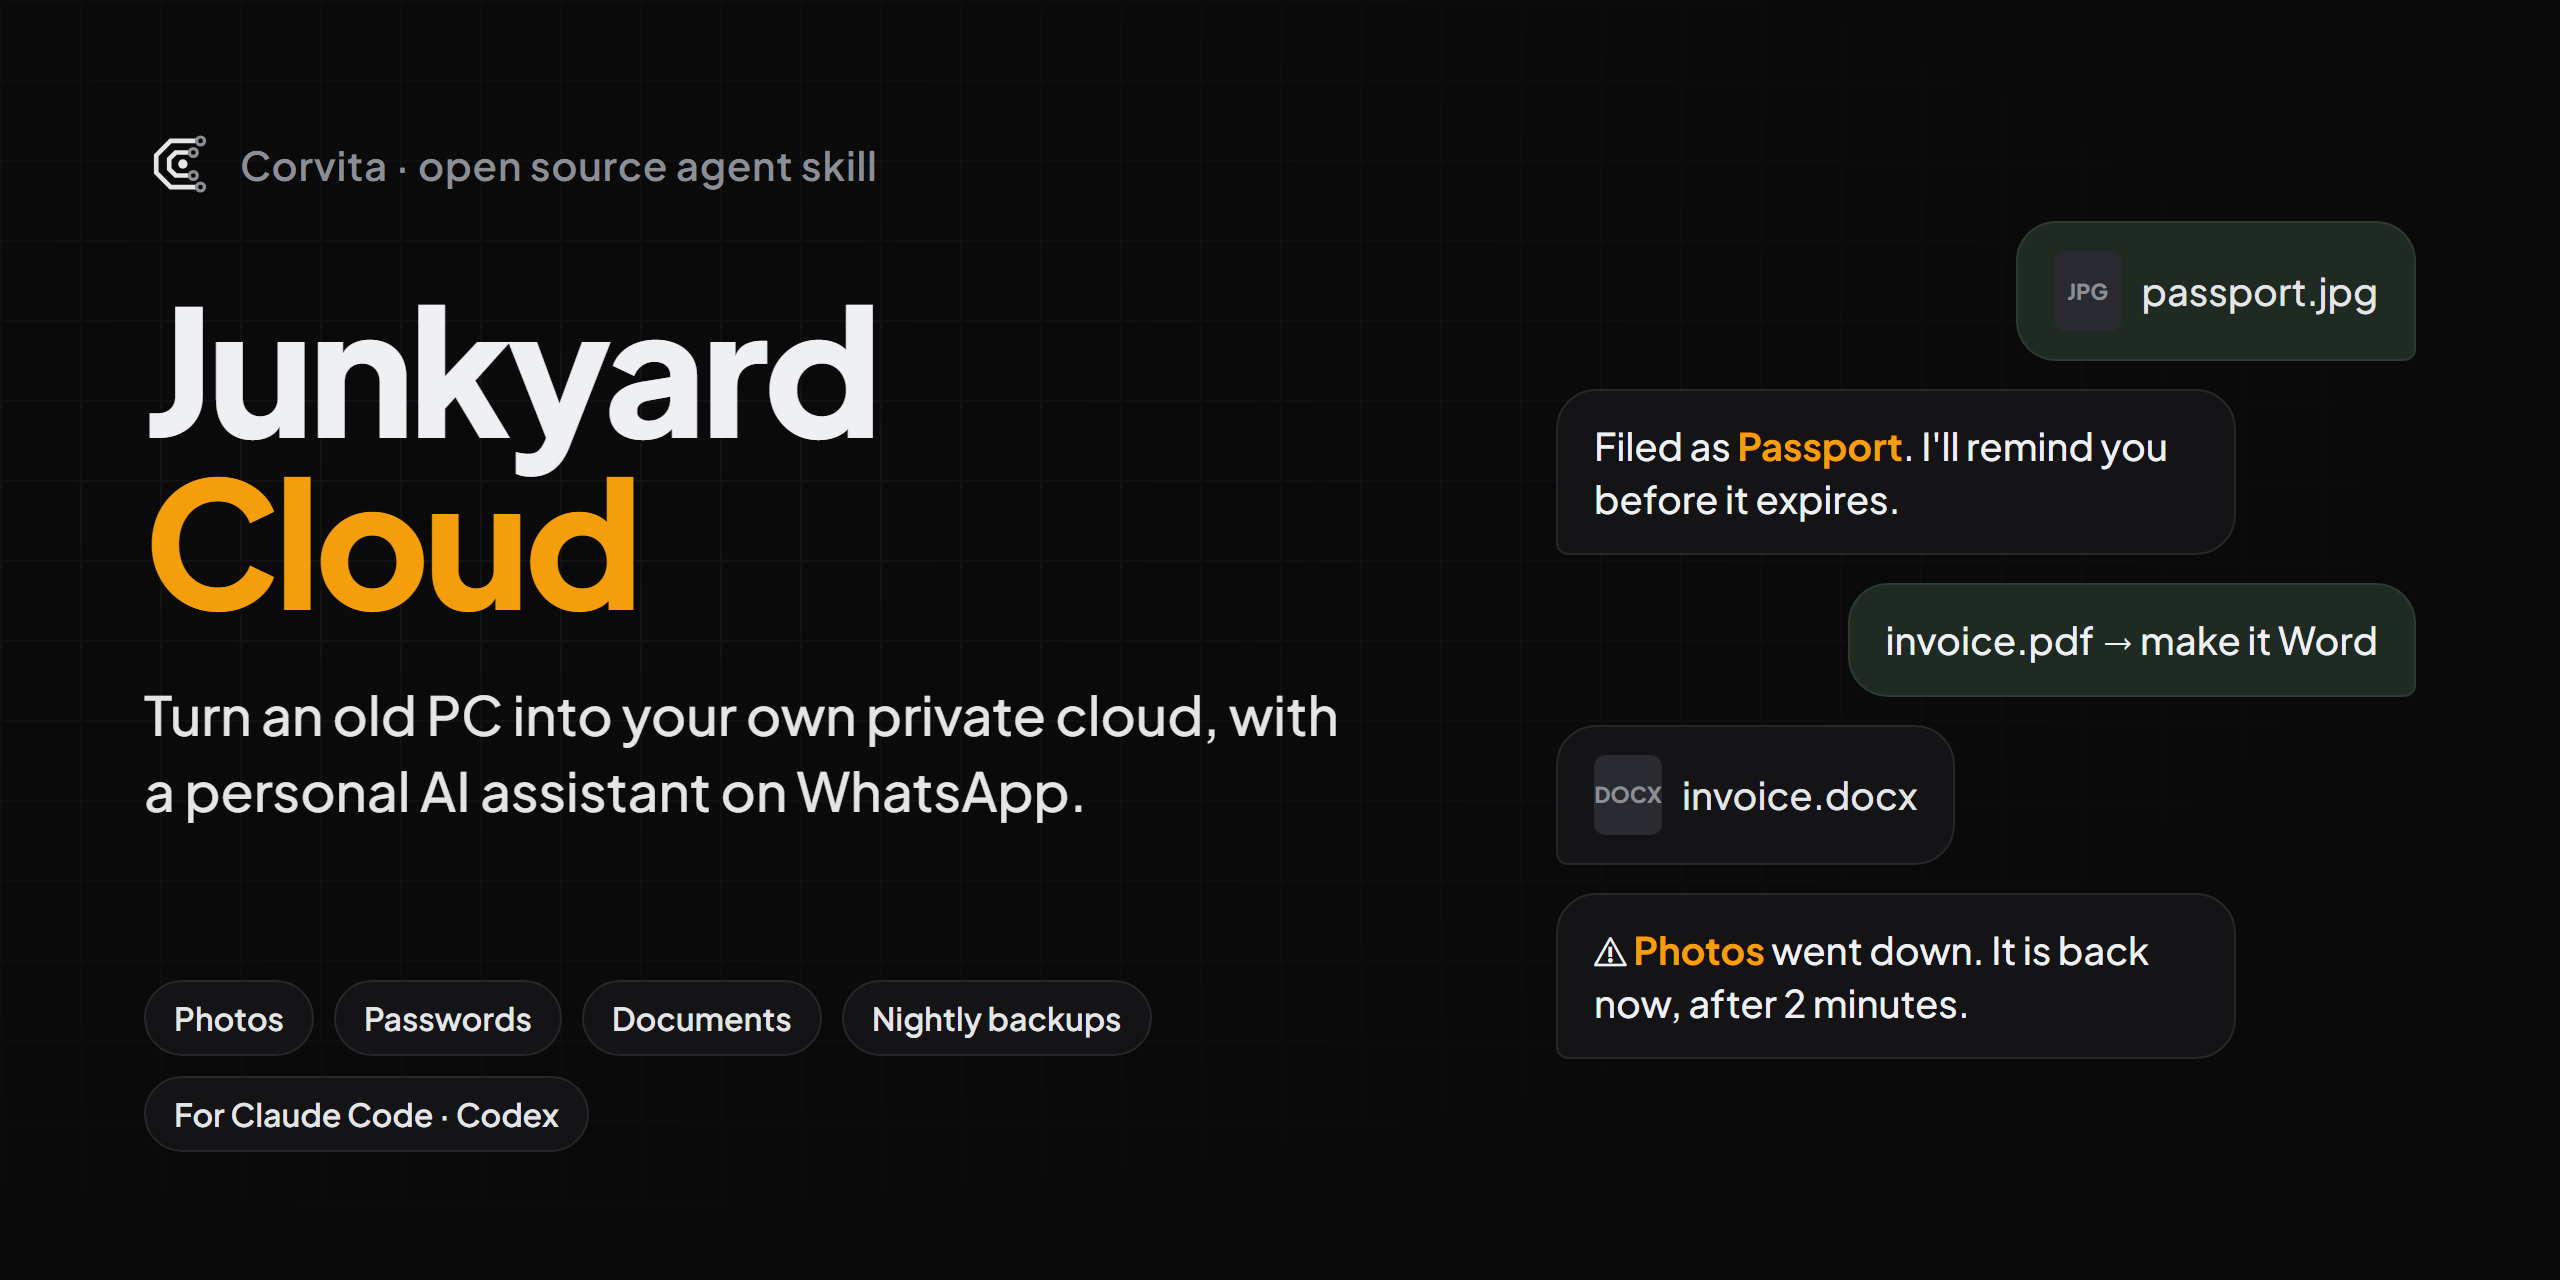 Corvita · open source agent skill
Junkyard
Cloud
Turn an old PC into your own private cloud, with
a personal AI assistant on WhatsApp.
Photos
Passwords
Documents
Nightly backups
For Claude Code · Codex
JPG
passport.jpg
Filed as Passport. I'll remind you
before it expires.
invoice.pdf → make it Word
DOCX
invoice.docx
⚠ Photos went down. It is back
now, after 2 minutes.